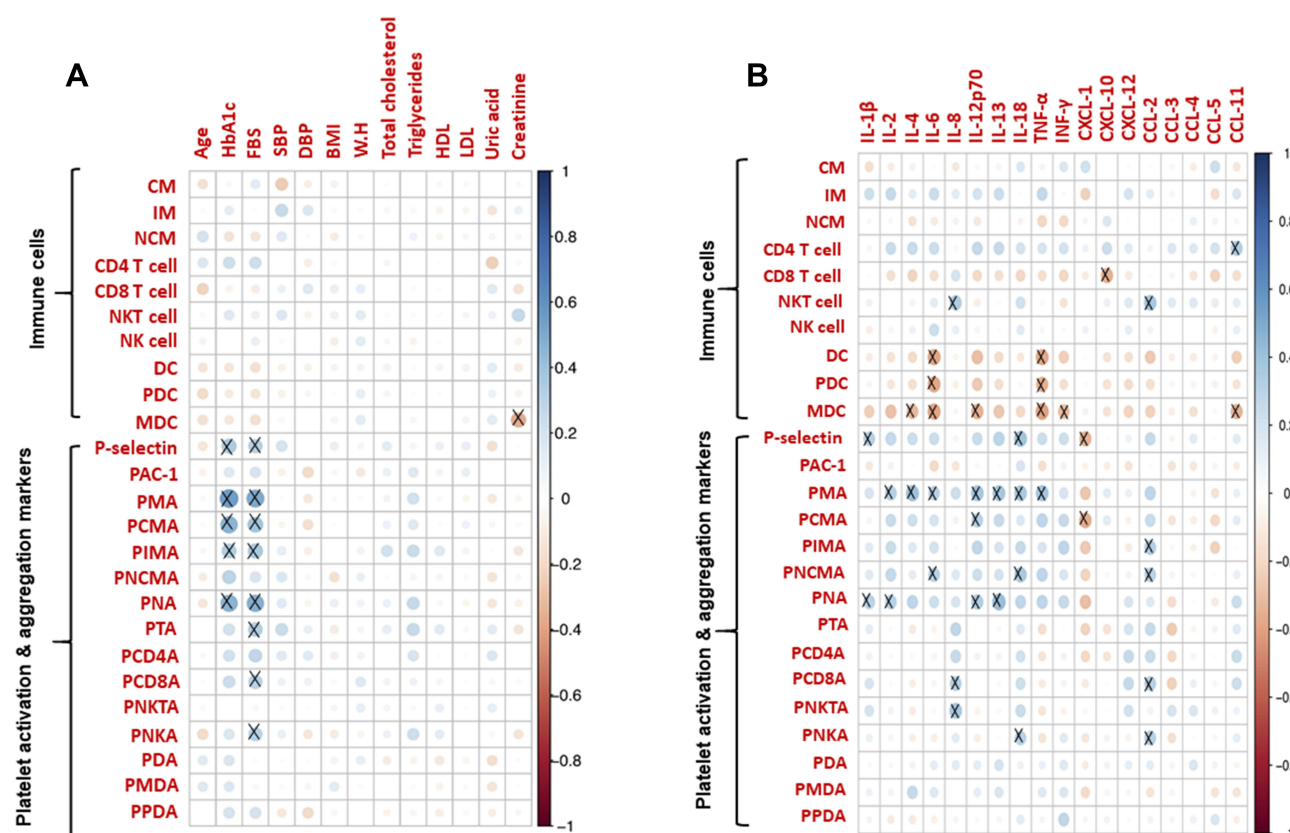 A
Age
HbA1c
FBS
SBP
DBP
BMI
W.H
Total cholesterol
Triglycerides
HDL
LDL
Uric acid
Creatinine
Immune cells
CM
IM
NCM
CD4 T cell
CD8 T cell
NKT cell
NK cell
DC
PDC
MDC
Platelet activation & aggregation markers
P-selectin
PAC-1
PMA
PCMA
PIMA
PNCMA
PNA
PTA
PCD4A
PCD8A
PNKTA
PNKA
PDA
PMDA
PPDA
1
0.8
0.6
0.4
0.2
0
-0.2
-0.4
-0.6
-0.8
-1
B
IL-1β
IL-2
IL-4
IL-6
IL-8
IL-12p70
IL-13
IL-18
TNF-α
INF-γ
CXCL-1
CXCL-10
CXCL-12
CCL-2
CCL-3
CCL-4
CCL-5
CCL-11
Immune cells
CM
IM
NCM
CD4 T cell
CD8 T cell
NKT cell
NK cell
DC
PDC
MDC
Platelet activation & aggregation markers
P-selectin
PAC-1
PMA
PCMA
PIMA
PNCMA
PNA
PTA
PCD4A
PCD8A
PNKTA
PNKA
PDA
PMDA
PPDA